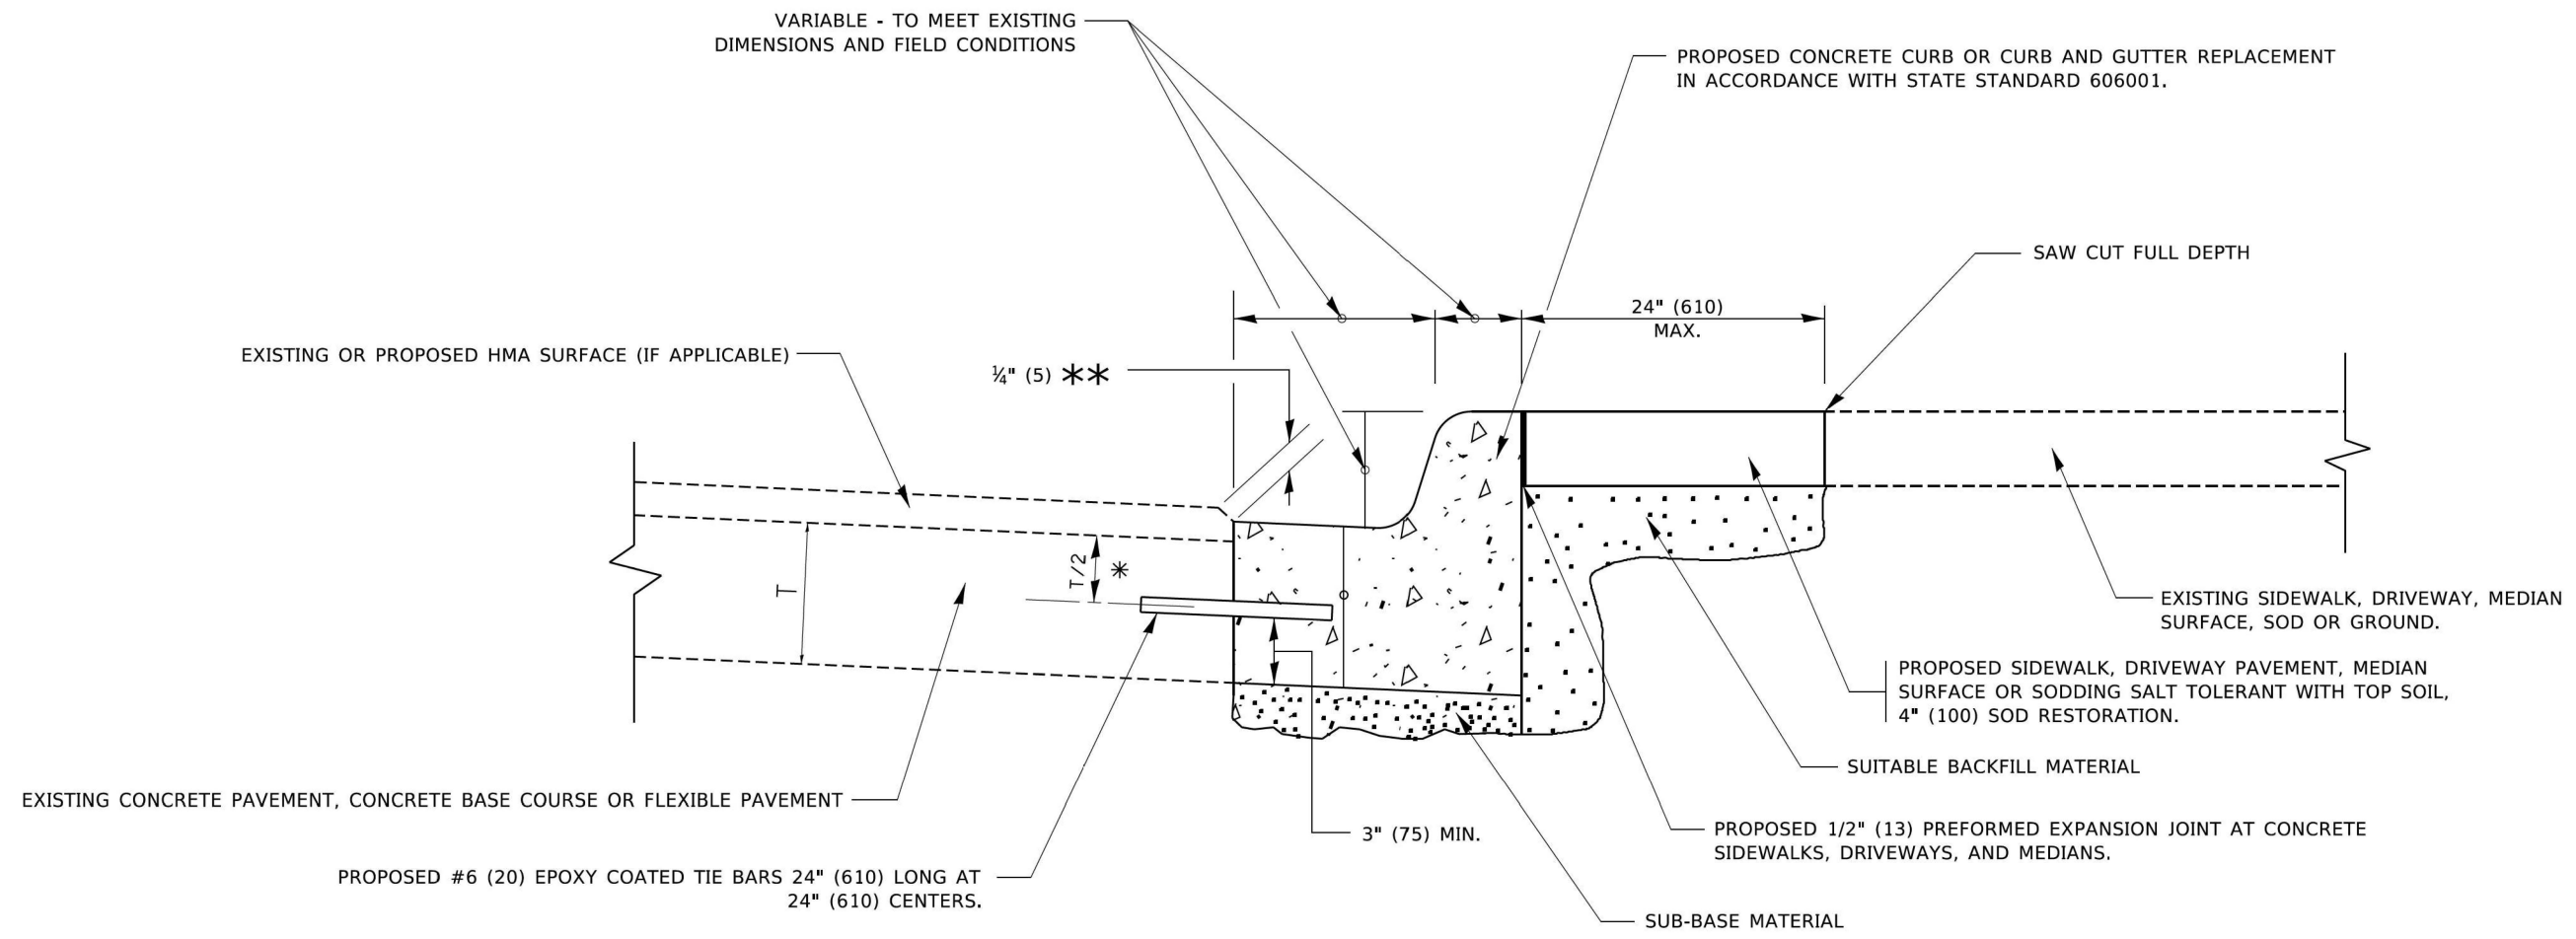 VARIABLE - TO MEET EXISTING
DIMENSIONS AND FIELD CONDITIONS
PROPOSED CONCRETE CURB OR CURB AND GUTTER REPLACEMENT
IN ACCORDANCE WITH STATE STANDARD 606001.
SAW CUT FULL DEPTH
24" (610)
MAX.
EXISTING OR PROPOSED HMA SURFACE (IF APPLICABLE)
¼" (5) **
T
T/2
*
EXISTING SIDEWALK, DRIVEWAY, MEDIAN
SURFACE, SOD OR GROUND.
PROPOSED SIDEWALK, DRIVEWAY PAVEMENT, MEDIAN
SURFACE OR SODDING SALT TOLERANT WITH TOP SOIL,
4" (100) SOD RESTORATION.
SUITABLE BACKFILL MATERIAL
EXISTING CONCRETE PAVEMENT, CONCRETE BASE COURSE OR FLEXIBLE PAVEMENT
3" (75) MIN.
PROPOSED 1/2" (13) PREFORMED EXPANSION JOINT AT CONCRETE
SIDEWALKS, DRIVEWAYS, AND MEDIANS.
PROPOSED #6 (20) EPOXY COATED TIE BARS 24" (610) LONG AT
24" (610) CENTERS.
SUB-BASE MATERIAL